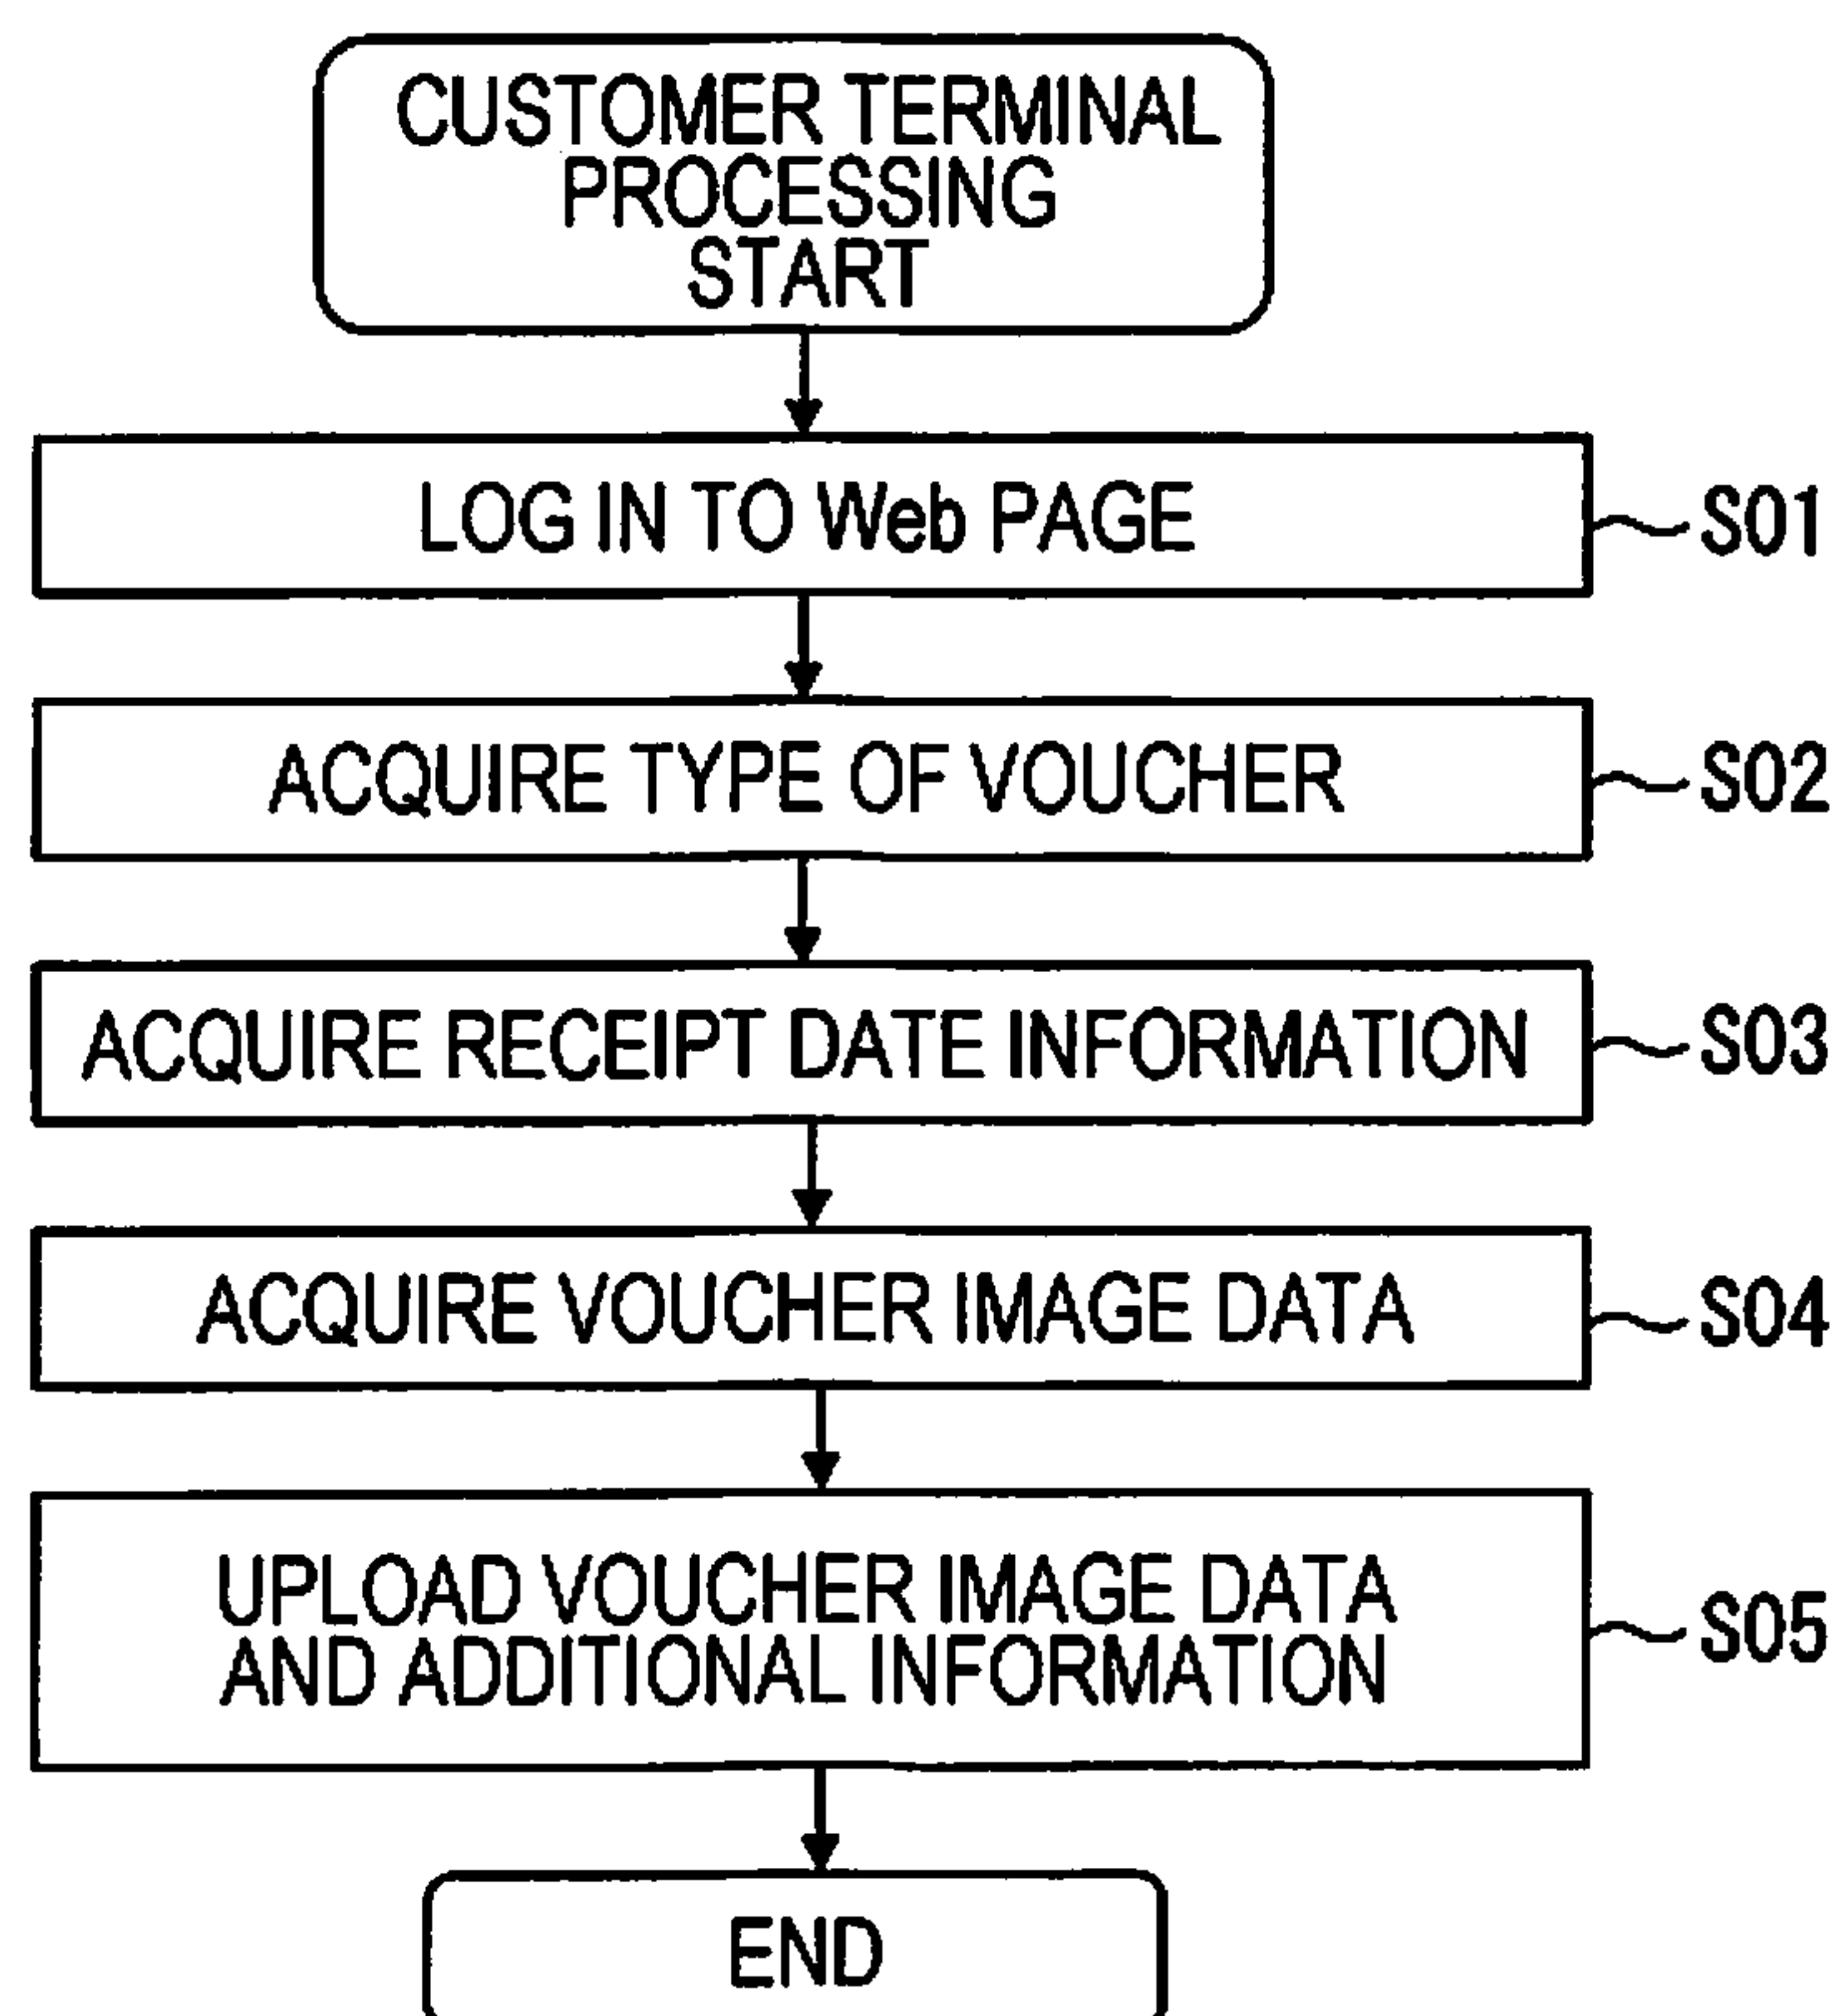 CUSTOMER TERMINAL
PROCESSING
START
LOG IN TO Web PAGE
S01
ACQUIRE TYPE OF VOUCHER
S02
ACQUIRE RECEIPT DATE INFORMATION
S03
ACQUIRE VOUCHER IMAGE DATA
S04
UPLOAD VOUCHER IMAGE DATA
AND ADDITIONAL INFORMATION
S05
END